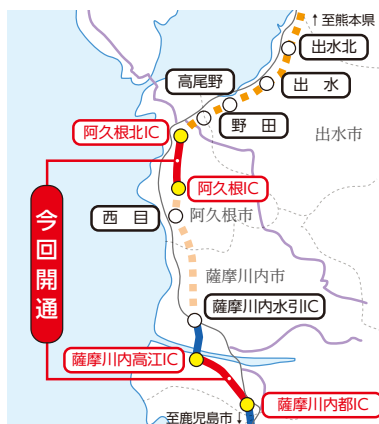 ↑至熊本県
出水北
高尾野
出 水
野 田
出水市
阿久根北IC
阿久根IC
西 目
阿久根市
今回開通
薩摩川内市
薩摩川内水引IC
薩摩川内高江IC
薩摩川内都IC
至鹿児島市↓